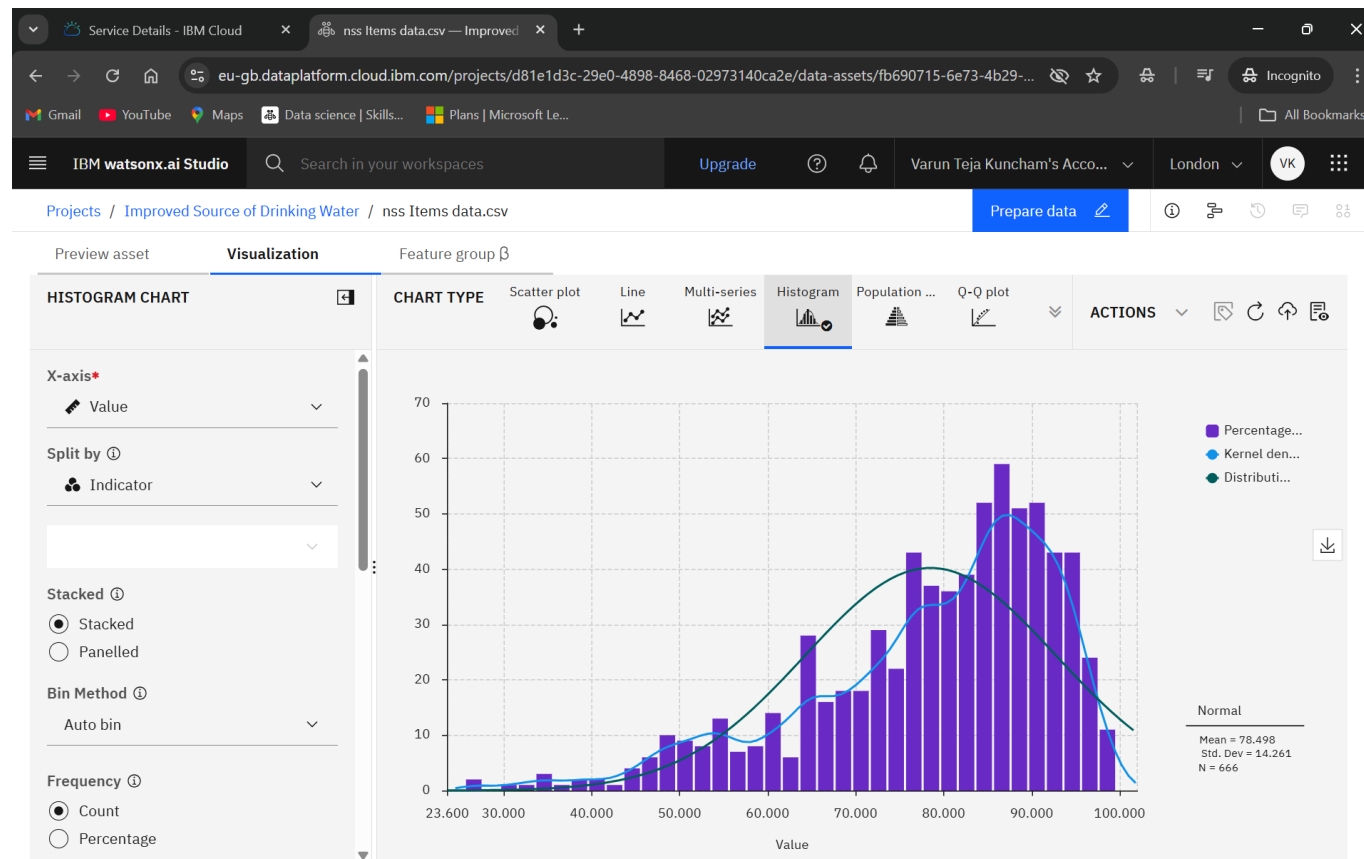 Service Details - IBM Cloud
nss Items data.csv — Improved
eu-gb.dataplatform.cloud.ibm.com/projects/d81e1d3c-29e0-4898-8468-02973140ca2e/data-assets/fb690715-6e73-4b29-...
Incognito
Gmail YouTube Maps Data science | Skills... Plans | Microsoft Le... All Bookmarks
IBM watsonx.ai Studio Search in your workspaces Upgrade Varun Teja Kuncham's Acco... London VK
Projects / Improved Source of Drinking Water / nss Items data.csv Prepare data
Preview asset Visualization Feature group β
HISTOGRAM CHART
CHART TYPE Scatter plot Line Multi-series Histogram Population ... Q-Q plot ACTIONS
X-axis*
Value
Split by
Indicator
Stacked
Stacked
Panelled
Bin Method
Auto bin
Frequency
Count
Percentage
70
60
50
40
30
20
10
0
23.600 30.000 40.000 50.000 60.000 70.000 80.000 90.000 100.000
Value
Percentage...
Kernel den...
Distributi...
Normal
Mean = 78.498
Std. Dev = 14.261
N = 666